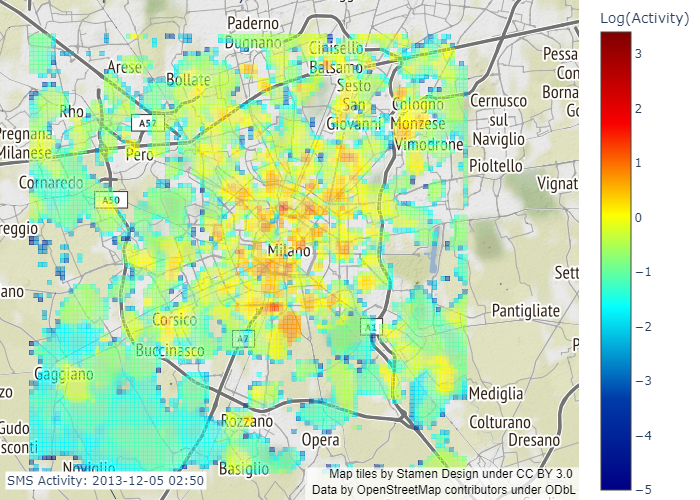 Log(Activity)
3
2
1
0
−1
−2
−3
−4
−5
Paderno
Dugnano
Cinisello
Balsamo
Arese
Bollate
Sesto
San
Giovanni
Cologno
Monzese
Cernusco
sul
Naviglio
Pessa
Con
Borna
Go
Rho
A52
Pregnana
Milanese
Pero
Vimodrone
Pioltello
Cornaredo
A50
Vignat
reggio
Milano
Sett
ano
Pantigliate
Corsico
A7
A1
P
Buccinasco
Gaggiano
Mediglia
zzo
Rozzano
Colturano
Dresano
Gudo
sconti
Opera
Noviglio
Basiglio
SMS Activity: 2013-12-05 02:50
Map tiles by Stamen Design under CC BY 3.0
Data by OpenStreetMap contributors under ODbL